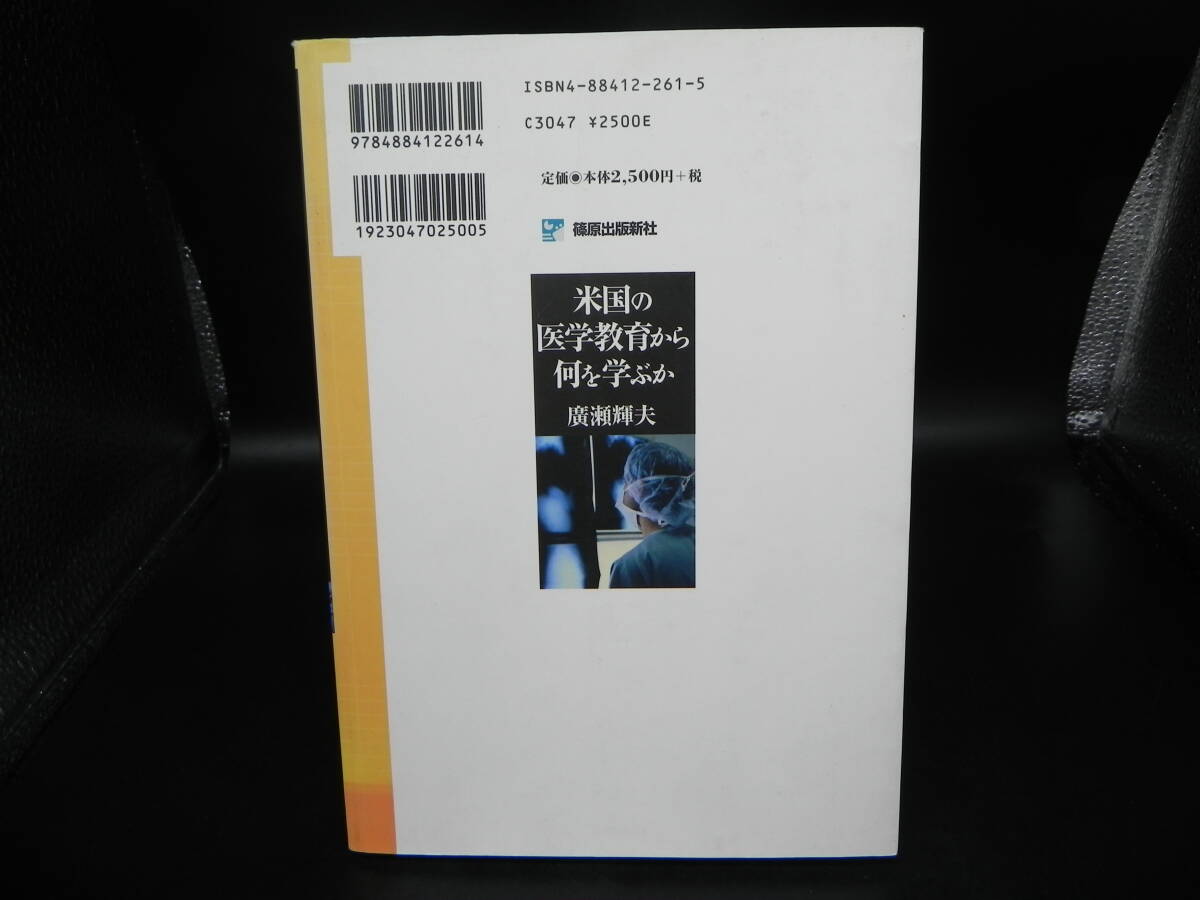 ISBN4-88412-261-5
9784884122614
C3047 ¥2500E
1923047025005
定価◉本体2,500円+税
篠原出版新社
米国の
医学教育から
何を学ぶか
廣瀬輝夫